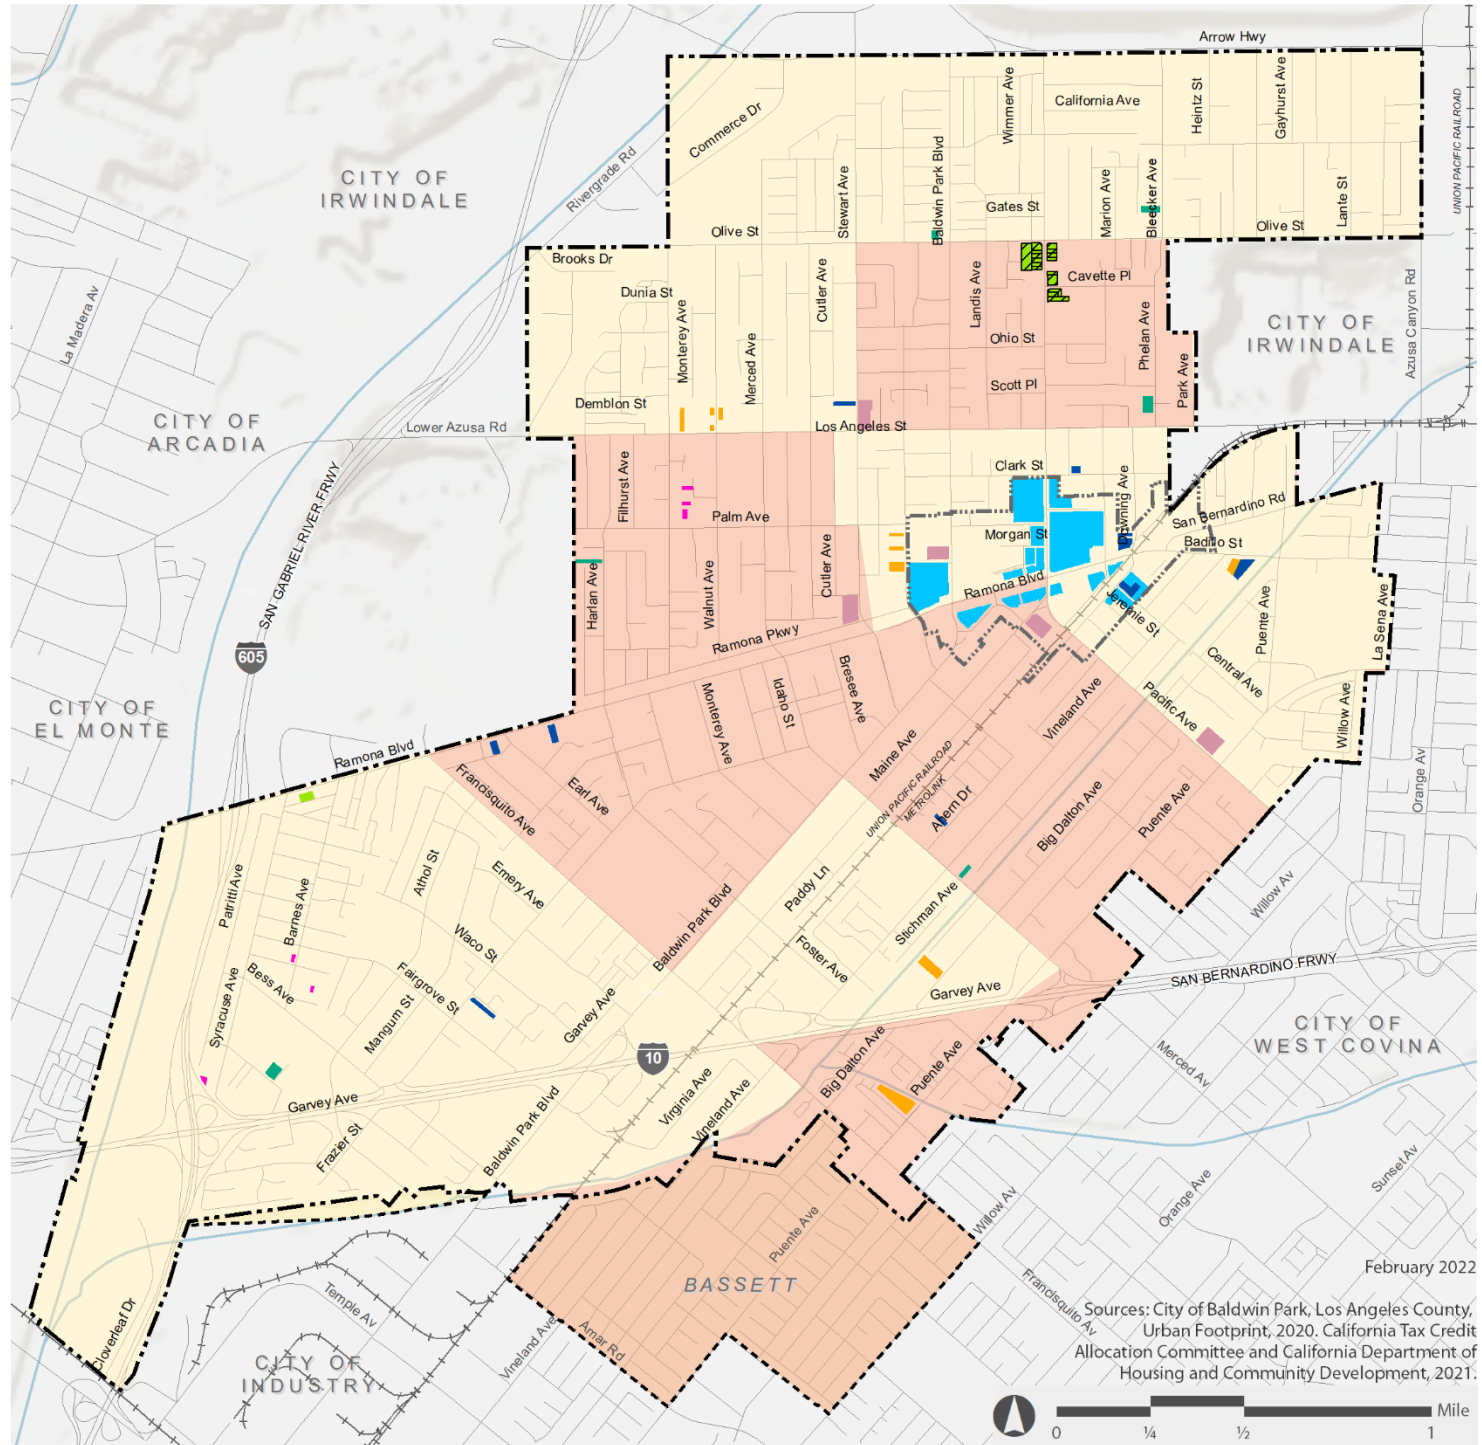 Arrow Hwy
Commerce Dr
Wimmer Ave
California Ave
Heintz St
Gayhurst Ave
UNION PACIFIC RAILROAD
CITY OF
IRWINDALE
Rivergrade Rd
Stewart Ave
Baldwin Park Blvd
Gates St
Marion Ave
Bleecker Ave
Lante St
Olive St
Olive St
Brooks Dr
Dunia St
Cutler Ave
Landis Ave
Cavette Pl
La Madera Av
Monterey Ave
Merced Ave
Ohio St
Phelan Ave
CITY OF
IRWINDALE
Azusa Canyon Rd
Scott Pl
Park Ave
CITY OF
ARCADIA
Demblon St
Lower Azusa Rd
Los Angeles St
SAN GABRIEL RIVER FRWY
Filhurst Ave
Clark St
Downing Ave
San Bernardino Rd
Palm Ave
Morgan St
Badillo St
Harlan Ave
Walnut Ave
Cutler Ave
Ramona Blvd
Jeremie St
Puente Ave
La Sena Ave
605
Ramona Pkwy
Central Ave
CITY OF
EL MONTE
Monterey Ave
Idaho St
Bresee Ave
Vineland Ave
Pacific Ave
Willow Ave
Ramona Blvd
Maine Ave
Orange Av
Francisquito Ave
Earl Ave
UNION PACIFIC RAILROAD
METROLINK
Ahern Dr
Big Dalton Ave
Puente Ave
Patritti Ave
Barnes Ave
Athol St
Emery Ave
Paddy Ln
Stichman Ave
Willow Av
Waco St
Baldwin Park Blvd
Foster Ave
Bess Ave
Syracuse Ave
Fairgrove St
Mangum St
Garvey Ave
Garvey Ave
SAN BERNARDINO FRWY
CITY OF
WEST COVINA
10
Merced Av
Garvey Ave
Frazier St
Baldwin Park Blvd
Virginia Ave
Vineland Ave
Big Dalton Ave
Puente Ave
Sunset Av
Orange Ave
Willow Av
Puente Ave
BASSETT
Francisquito Av
Temple Av
Cloverleaf Dr
CITY OF
INDUSTRY
Vineland Ave
Amar Rd
February 2022
Sources: City of Baldwin Park, Los Angeles County,
Urban Footprint, 2020. California Tax Credit
Allocation Committee and California Department of
Housing and Community Development, 2021.
Mile
0 ¼ ½ 1